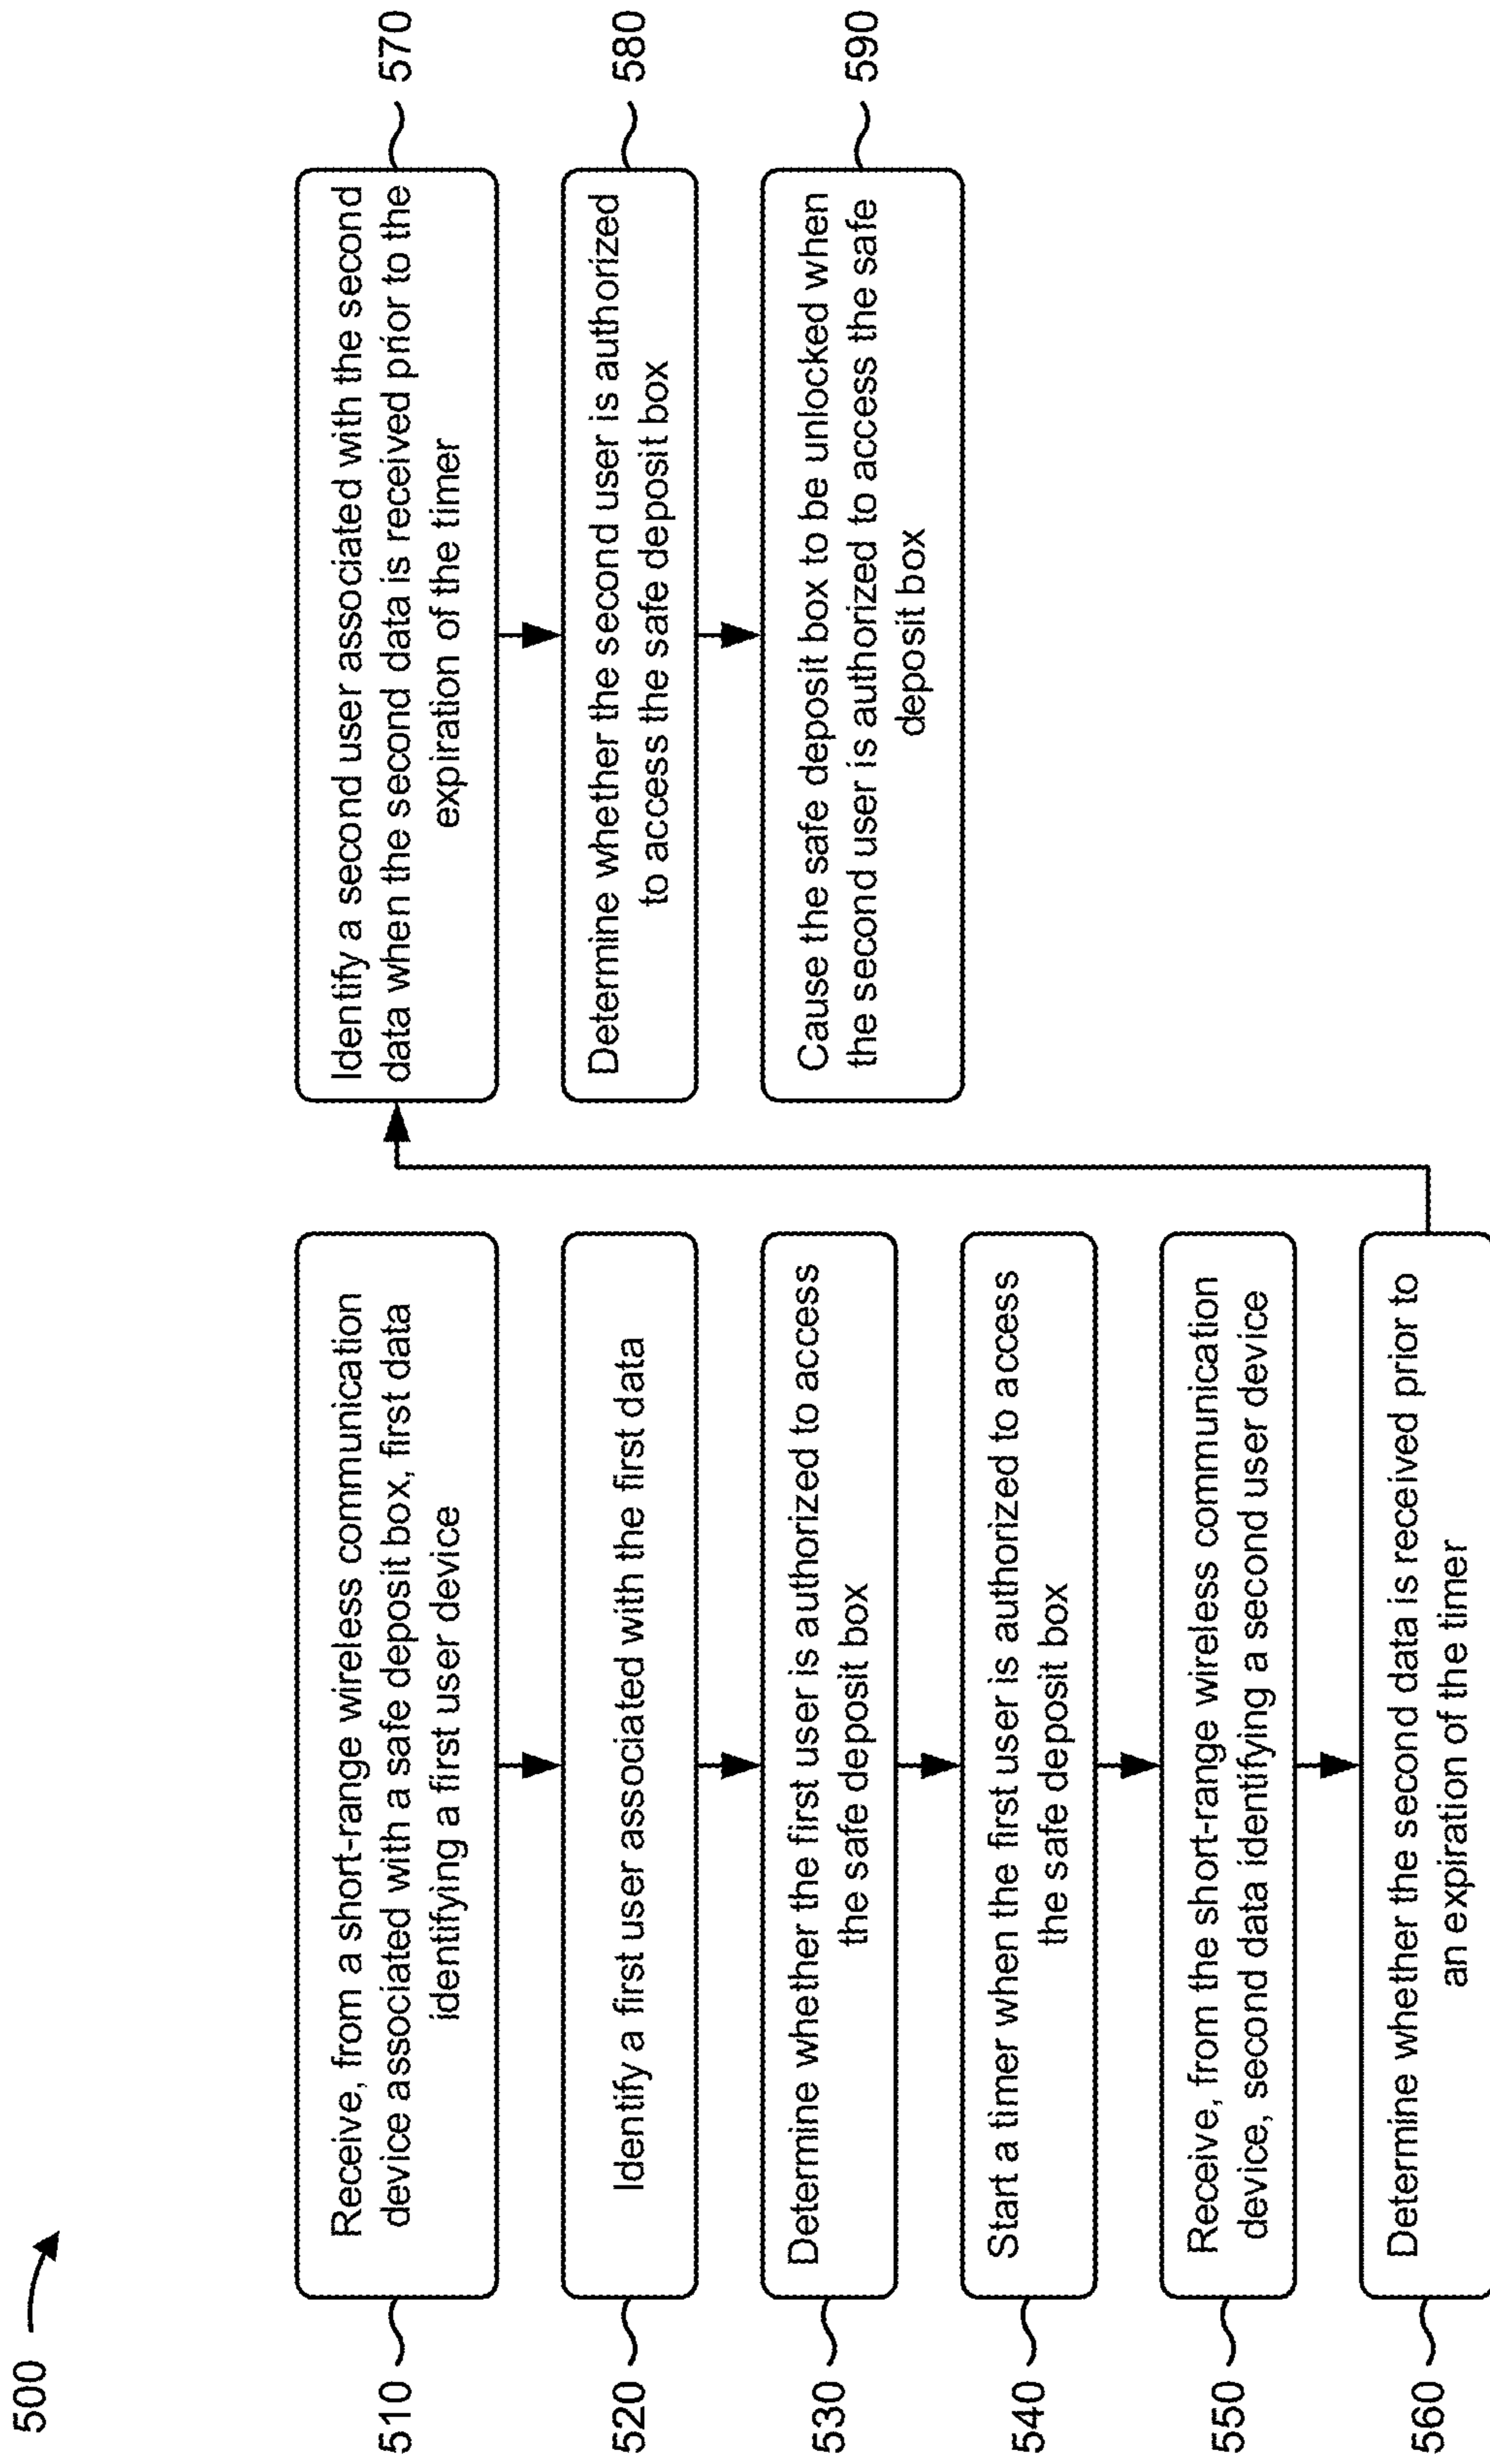 500
510
Receive, from a short-range wireless communication
device associated with a safe deposit box, first data
identifying a first user device
520
Identify a first user associated with the first data
530
Determine whether the first user is authorized to access
the safe deposit box
540
Start a timer when the first user is authorized to access
the safe deposit box
550
Receive, from the short-range wireless communication
device, second data identifying a second user device
560
Determine whether the second data is received prior to
an expiration of the timer
570
Identify a second user associated with the second
data when the second data is received prior to the
expiration of the timer
580
Determine whether the second user is authorized
to access the safe deposit box
590
Cause the safe deposit box to be unlocked when
the second user is authorized to access the safe
deposit box